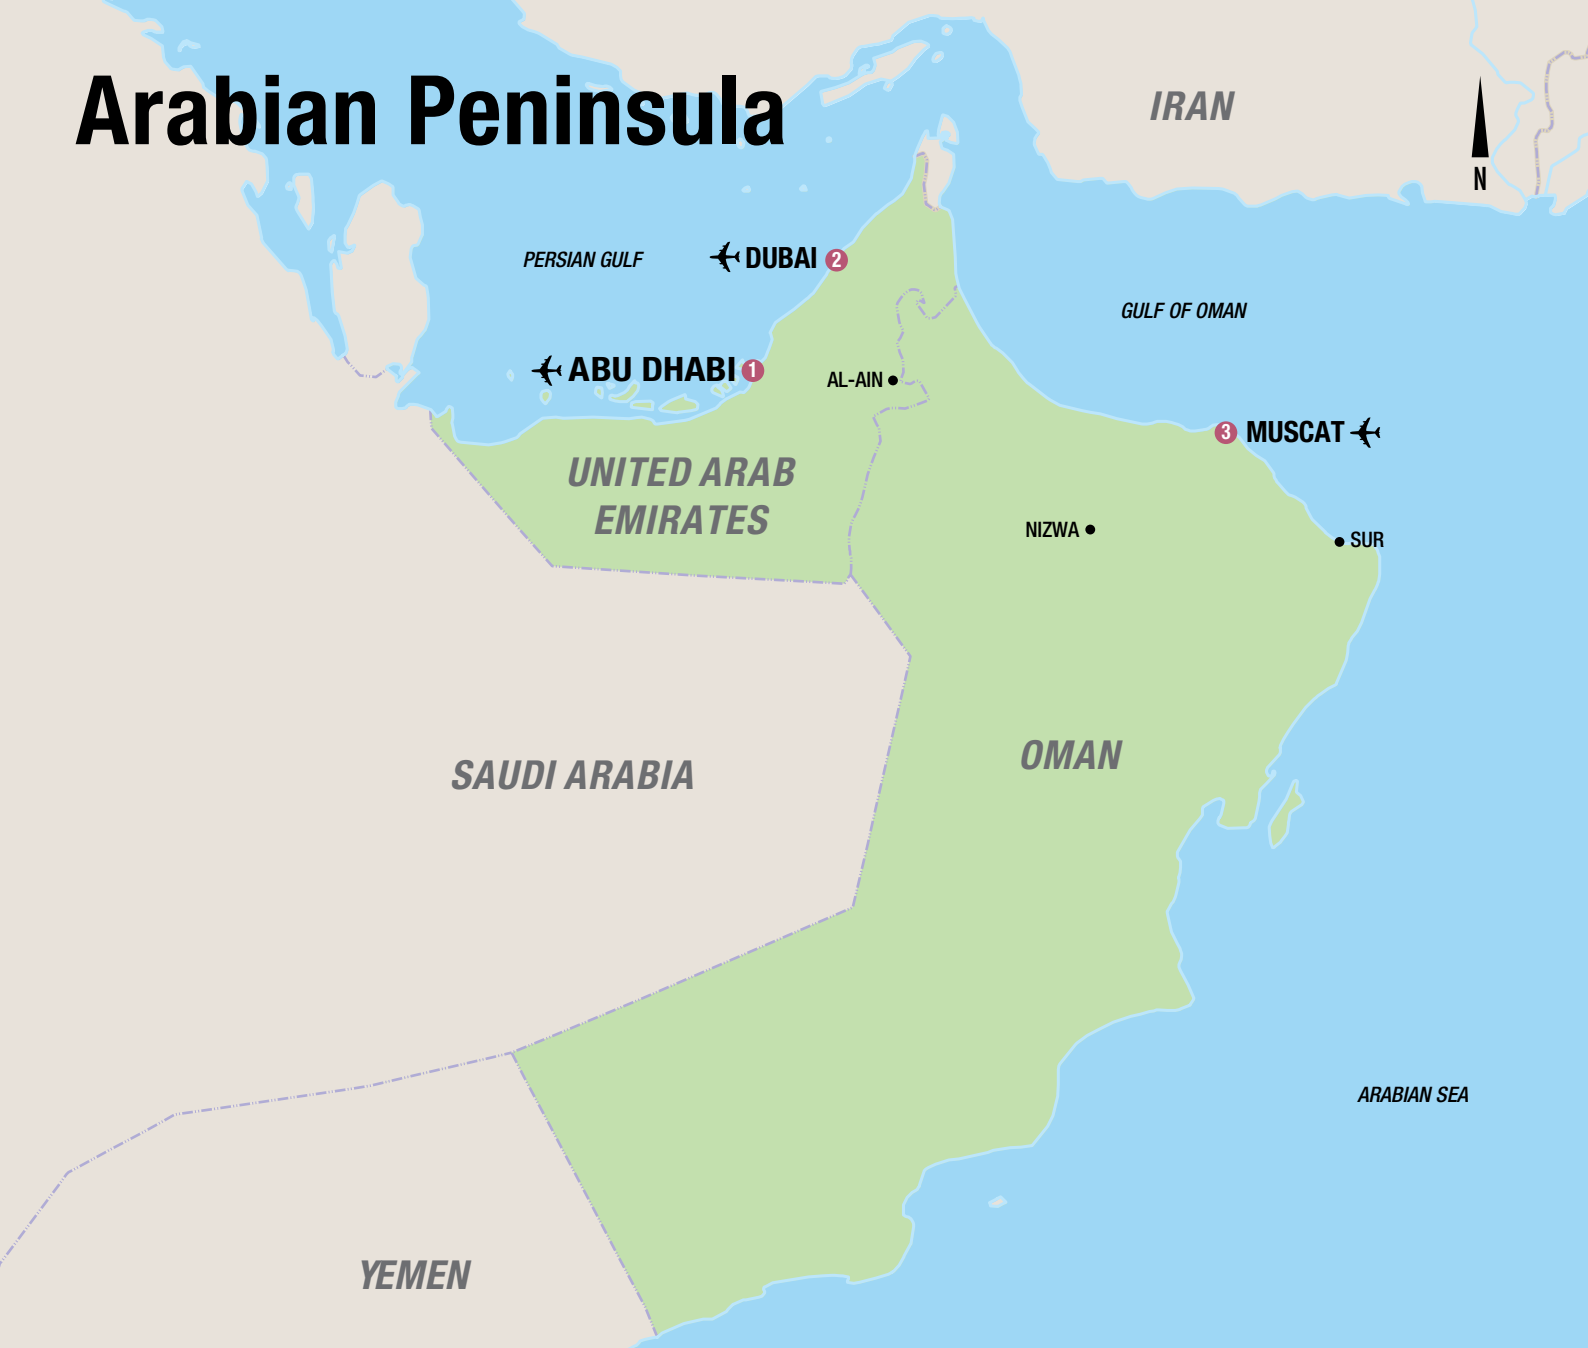 Arabian Peninsula
IRAN
N
PERSIAN GULF
DUBAI 2
GULF OF OMAN
ABU DHABI 1
AL-AIN
3 MUSCAT
UNITED ARAB
EMIRATES
NIZWA
SUR
OMAN
SAUDI ARABIA
ARABIAN SEA
YEMEN